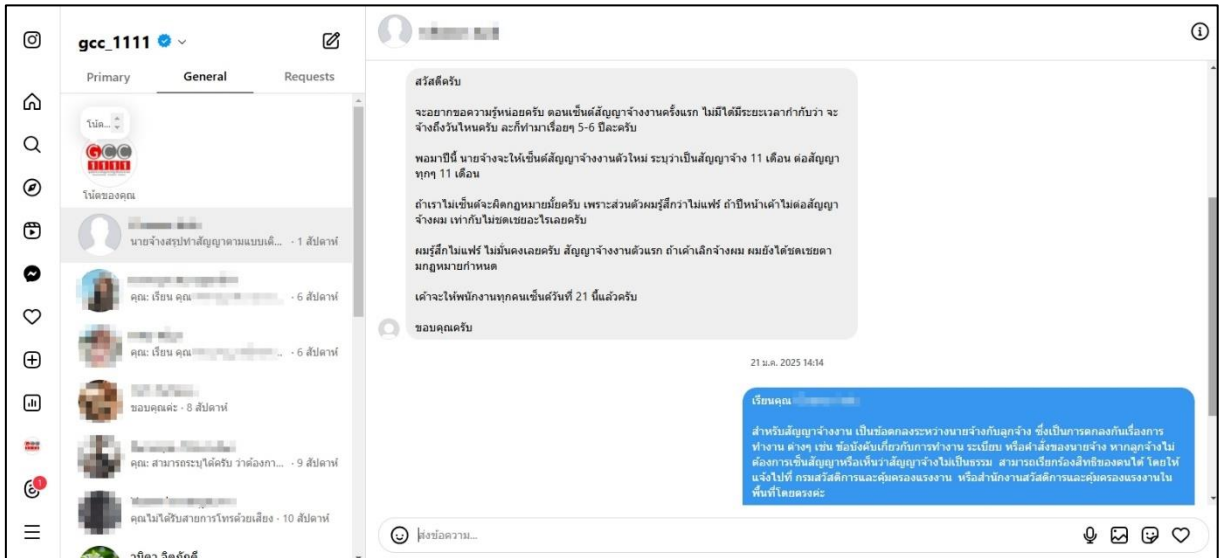 gcc_1111
Primary General Requests
โน้ต...
GCC
1111
โน้ตของคุณ
นายจ้างสรุปทำสัญญาตามแบบเดิ... · 1 สัปดาห์
คุณ: เรียน คุณ ... · 6 สัปดาห์
คุณ: เรียน คุณ ... · 6 สัปดาห์
ขอบคุณค่ะ · 8 สัปดาห์
คุณ: สามารถระบุได้ครับ ว่าต้องกา... · 9 สัปดาห์
คุณไม่ได้รับสายการโทรด้วยเสียง · 10 สัปดาห์
สวัสดีครับ
จะอยากขอความรู้หน่อยครับ ตอนเซ็นต์สัญญาจ้างงานครั้งแรก ไม่มีได้มีระยะเวลากำกับว่า จะ
จ้างถึงวันไหนครับ ละก็ทำมาเรื่อยๆ 5-6 ปีละครับ
พอมาปีนี้ นายจ้างจะให้เซ็นต์สัญญาจ้างงานตัวใหม่ ระบุว่าเป็นสัญญาจ้าง 11 เดือน ต่อสัญญา
ทุกๆ 11 เดือน
ถ้าเราไม่เซ็นต์จะผิดกฎหมายมั้ยครับ เพราะส่วนตัวผมรู้สึกว่าไม่แฟร์ ถ้าปีหน้าเค้าไม่ต่อสัญญา
จ้างผม เท่ากับไม่ชดเชยอะไรเลยครับ
ผมรู้สึกไม่แฟร์ ไม่มั่นคงเลยครับ สัญญาจ้างงานตัวแรก ถ้าเค้าเลิกจ้างผม ผมยังได้ชดเชยตา
มกฎหมายกำหนด
เค้าจะให้พนักงานทุกคนเซ็นต์วันที่ 21 นี้แล้วครับ
ขอบคุณครับ
21 ม.ค. 2025 14:14
เรียนคุณ
สำหรับสัญญาจ้างงาน เป็นข้อตกลงระหว่างนายจ้างกับลูกจ้าง ซึ่งเป็นการตกลงกันเรื่องการ
ทำงาน ต่างๆ เช่น ข้อบังคับเกี่ยวกับการทำงาน ระเบียบ หรือคำสั่งของนายจ้าง หากลูกจ้างไม่
ต้องการเซ็นสัญญาหรือเห็นว่าสัญญาจ้างไม่เป็นธรรม สามารถเรียกร้องสิทธิของตนได้ โดยให้
แจ้งไปที่ กรมสวัสดิการและคุ้มครองแรงงาน หรือสำนักงานสวัสดิการและคุ้มครองแรงงานใน
พื้นที่โดยตรงค่ะ
ส่งข้อความ...